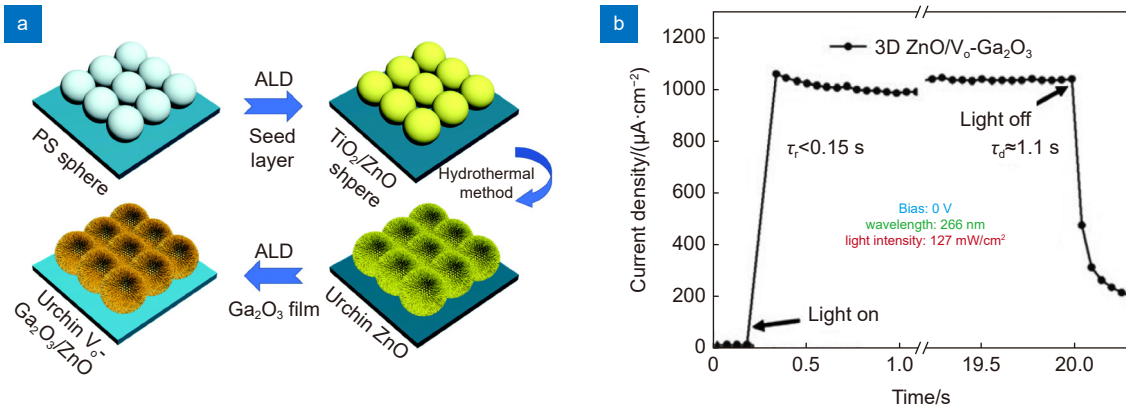 a
PS sphere
ALD
Seed
layer
TiO₂/ZnO
shpere
Hydrothermal
method
Urchin ZnO
ALD
Ga₂O₃ film
Urchin Vₒ-
Ga₂O₃/ZnO
b
Current density/(μA·cm⁻²)
1200
1000
800
600
400
200
0
3D ZnO/Vₒ-Ga₂O₃
Light off
τᵣ<0.15 s
τ_d≈1.1 s
Bias: 0 V
wavelength: 266 nm
light intensity: 127 mW/cm²
Light on
0
0.5
1.0
19.5
20.0
Time/s